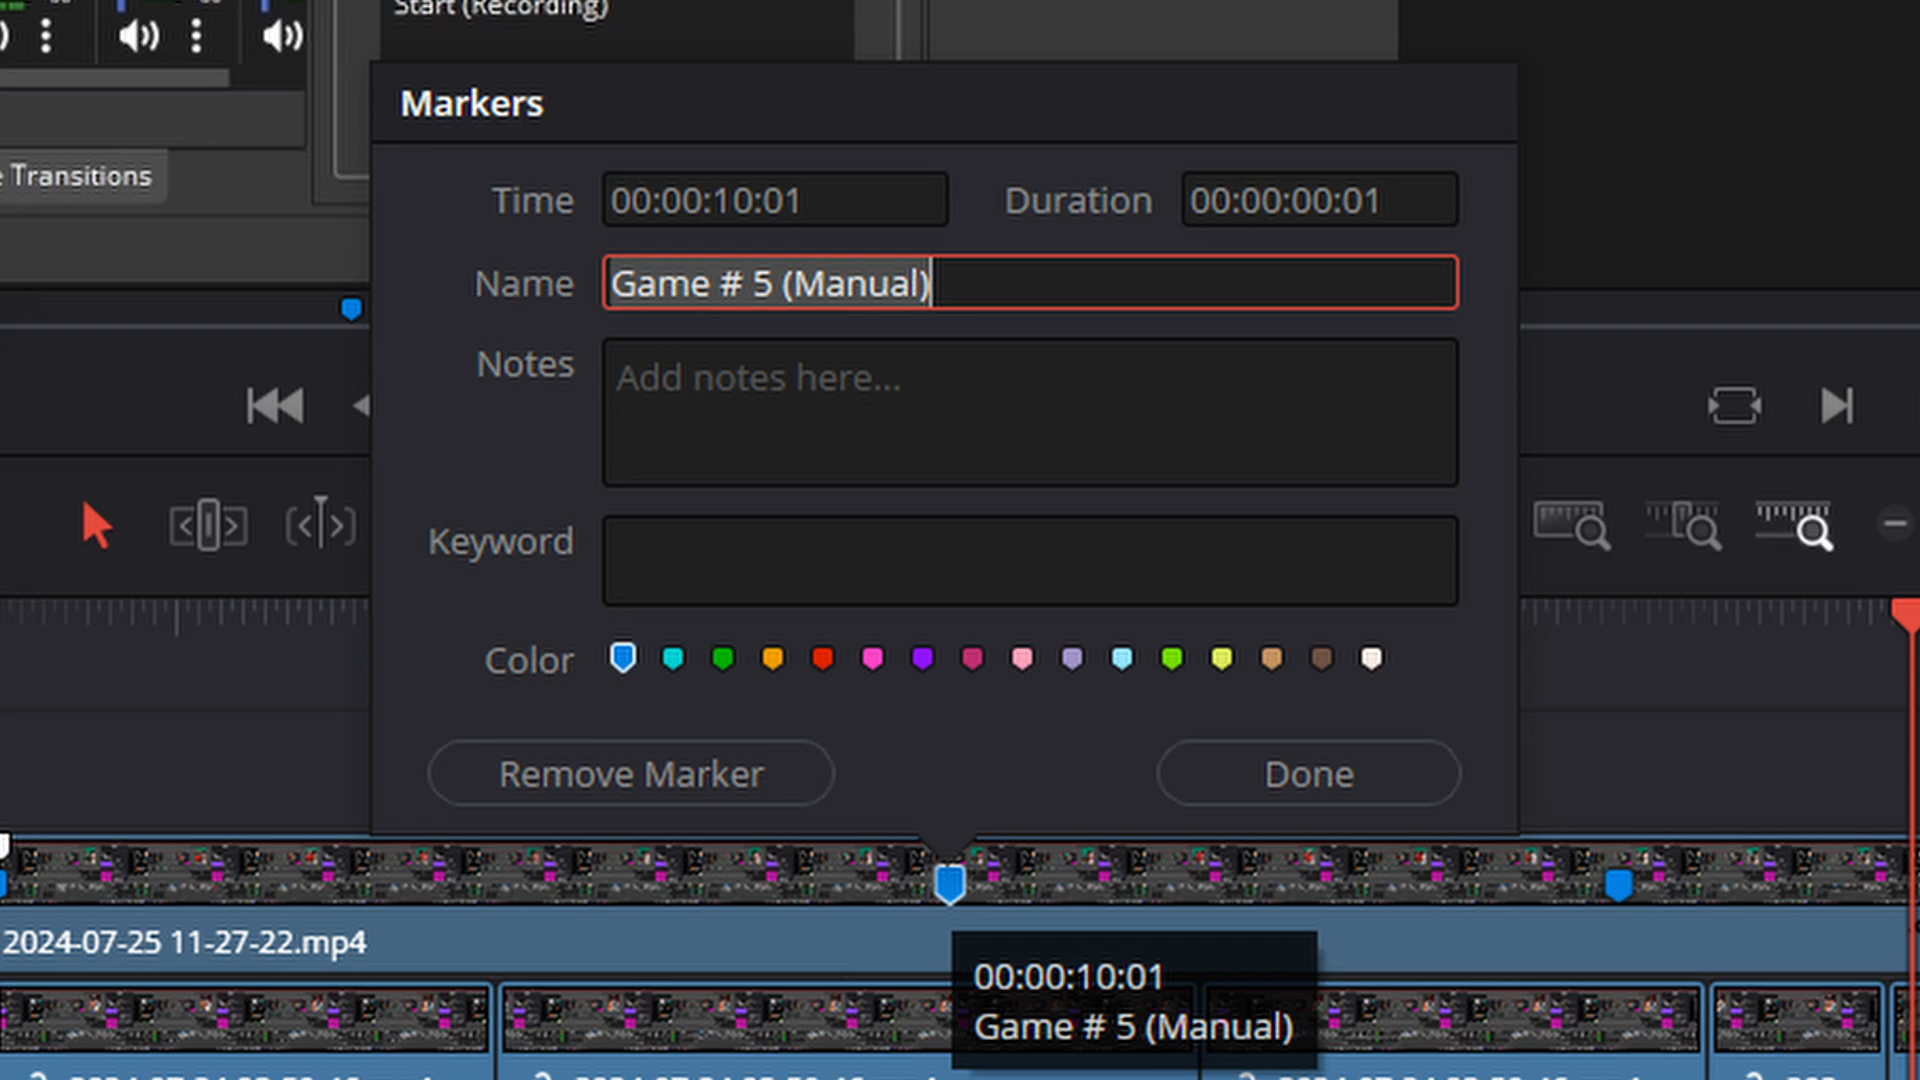 Start (Recording)
Markers
Transitions
Time 00:00:10:01 Duration 00:00:00:01
Name Game # 5 (Manual)
Notes Add notes here...
Keyword
Color
Remove Marker Done
2024-07-25 11-27-22.mp4
00:00:10:01
Game # 5 (Manual)